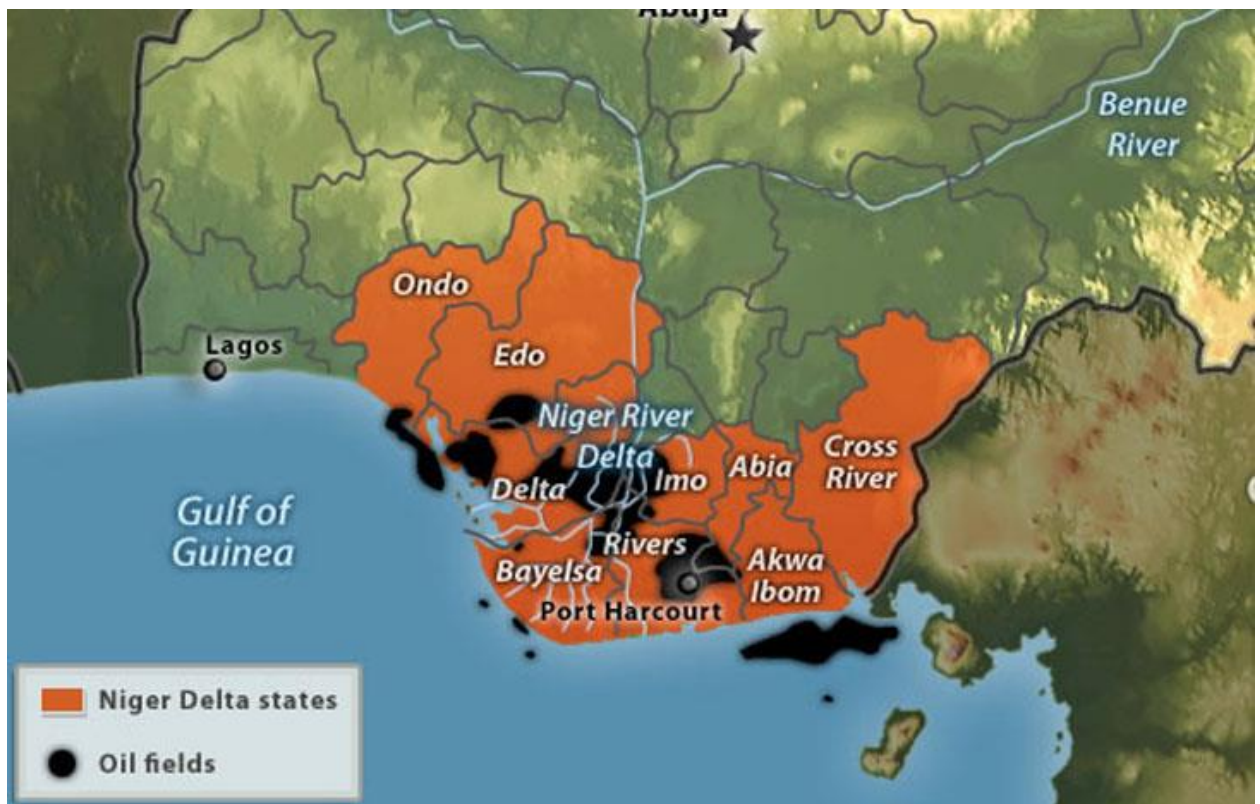 Abuja
Benue
River
Ondo
Lagos
Edo
Niger River
Delta
Cross
River
Abia
Imo
Delta
Gulf of
Guinea
Rivers
Akwa
Ibom
Bayelsa
Port Harcourt
Niger Delta states
Oil fields